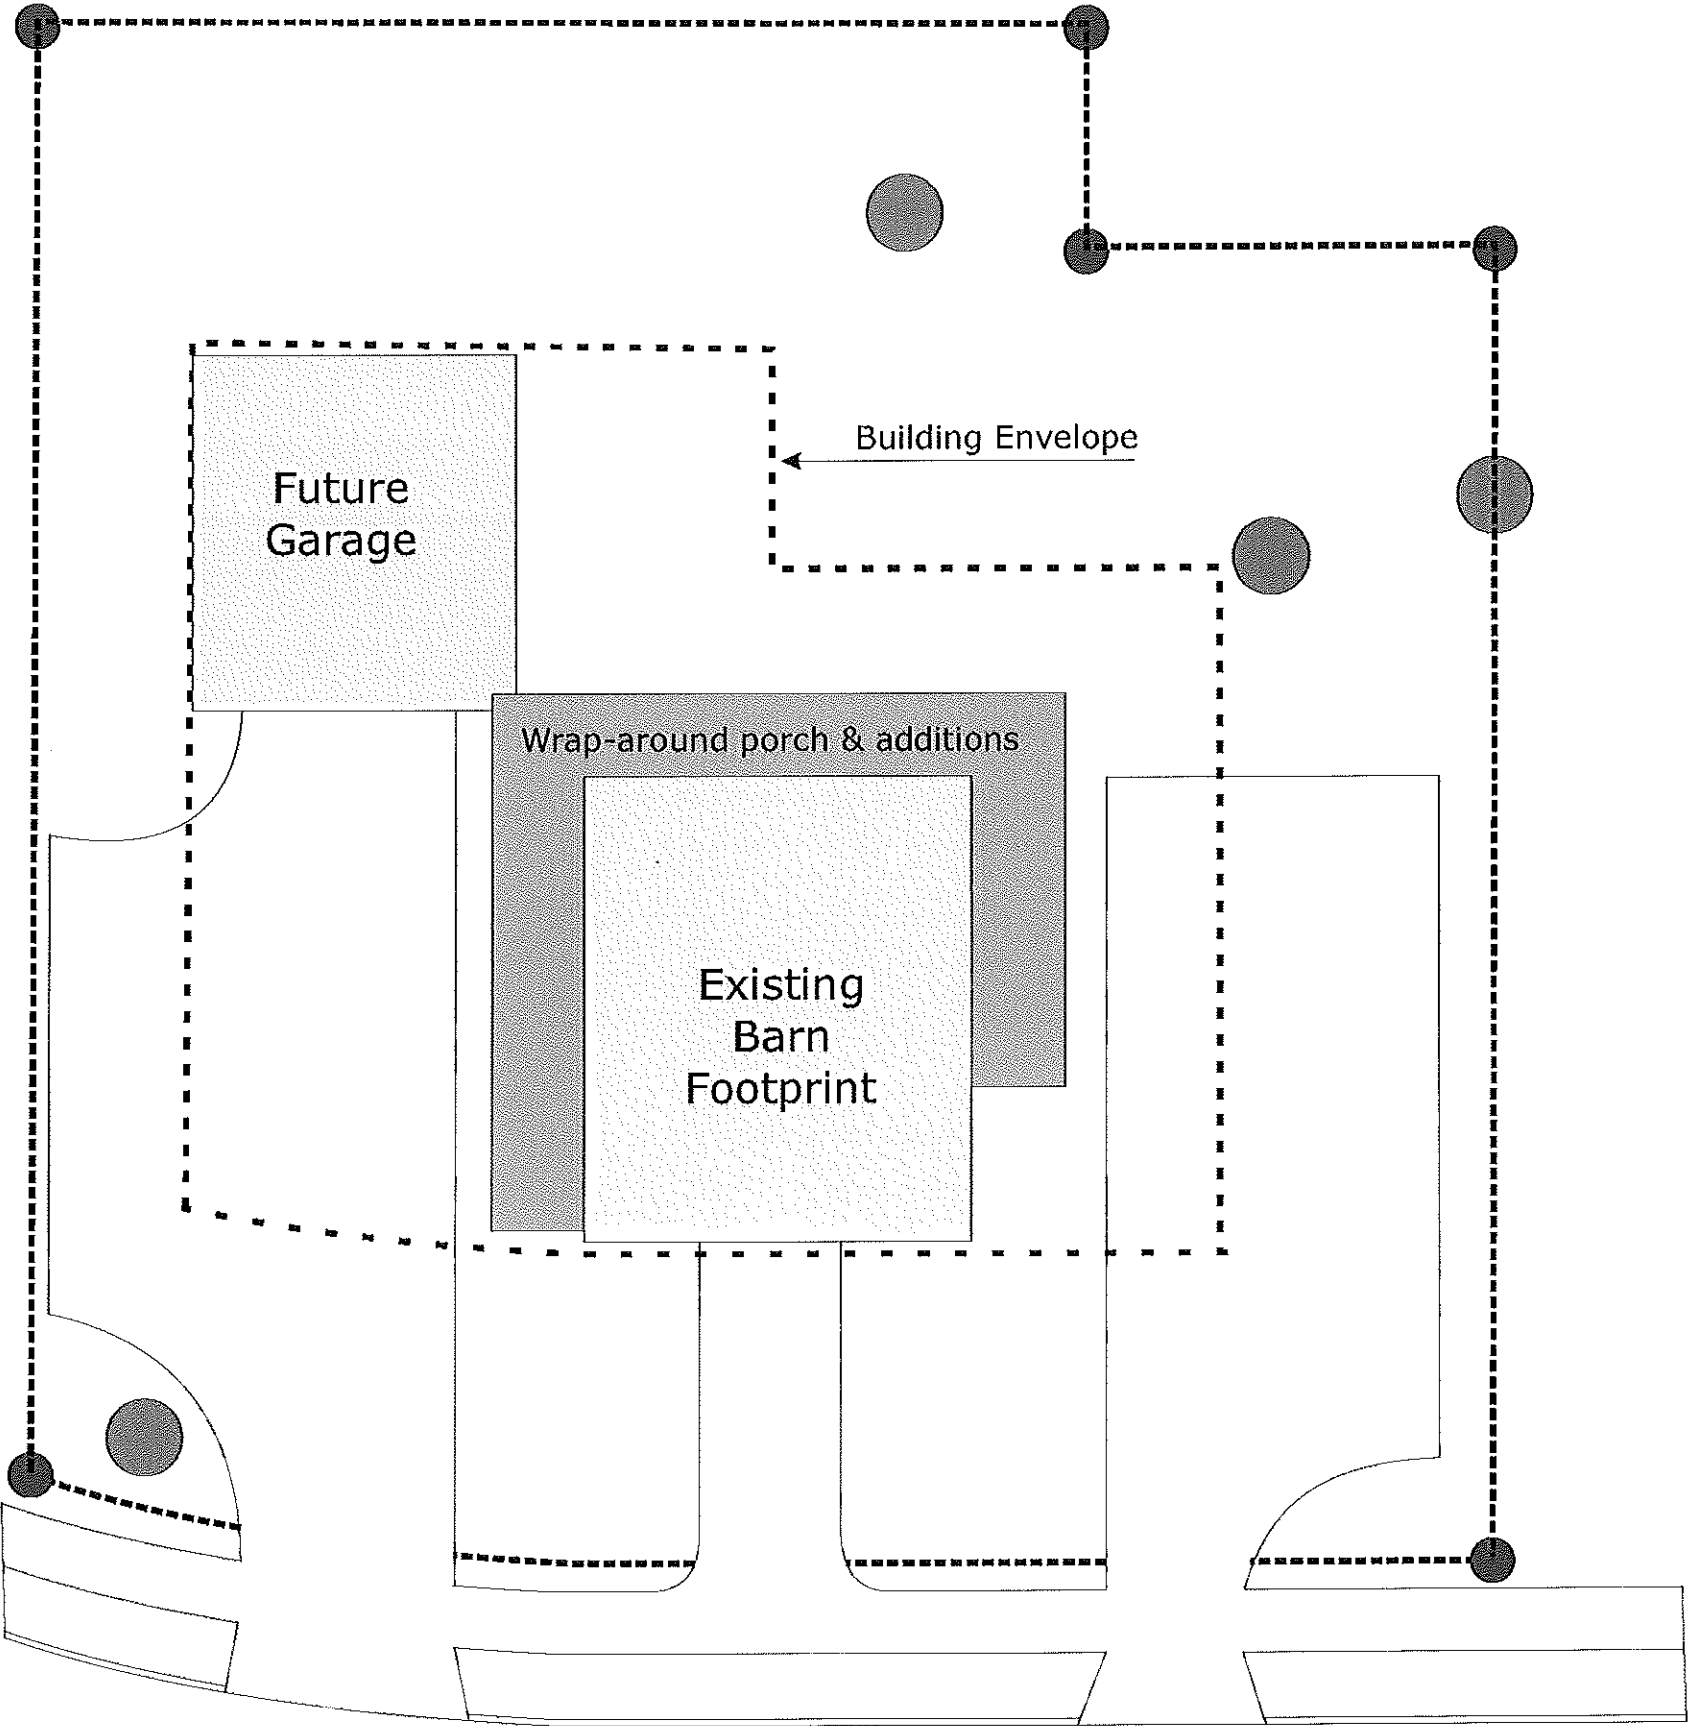 Building Envelope
Future
Garage
Wrap-around porch & additions
Existing
Barn
Footprint